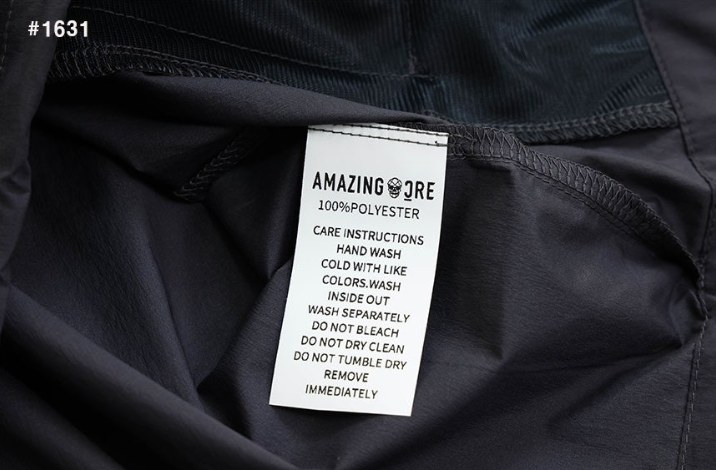 #1631
AMAZING CORE
100%POLYESTER
CARE INSTRUCTIONS
HAND WASH
COLD WITH LIKE
COLORS.WASH
INSIDE OUT
WASH SEPARATELY
DO NOT BLEACH
DO NOT DRY CLEAN
DO NOT TUMBLE DRY
REMOVE
IMMEDIATELY